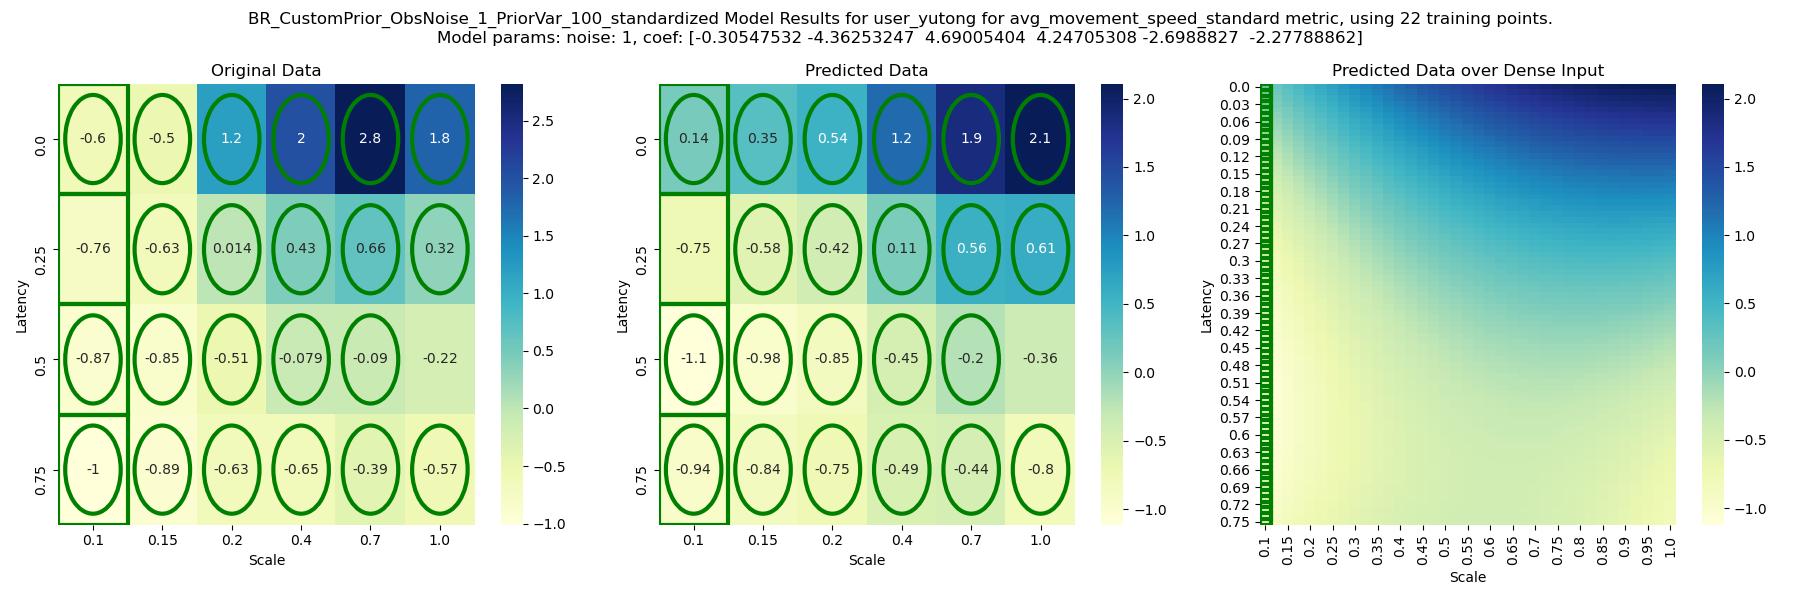 BR_CustomPrior_ObsNoise_1_PriorVar_100_standardized Model Results for user_yutong for avg_movement_speed_standard metric, using 22 training points.
Model params: noise: 1, coef: [-0.30547532 -4.36253247  4.69005404  4.24705308 -2.6988827  -2.27788862]
Original Data
-0.6 -0.5 1.2 2 2.8 1.8
-0.76 -0.63 0.014 0.43 0.66 0.32
-0.87 -0.85 -0.51 -0.079 -0.09 -0.22
-1 -0.89 -0.63 -0.65 -0.39 -0.57
0.0
0.25
0.5
0.75
Latency
0.1 0.15 0.2 0.4 0.7 1.0
Scale
2.5
2.0
1.5
1.0
0.5
0.0
−0.5
−1.0
Predicted Data
0.14 0.35 0.54 1.2 1.9 2.1
-0.75 -0.58 -0.42 0.11 0.56 0.61
-1.1 -0.98 -0.85 -0.45 -0.2 -0.36
-0.94 -0.84 -0.75 -0.49 -0.44 -0.8
0.0
0.25
0.5
0.75
Latency
0.1 0.15 0.2 0.4 0.7 1.0
Scale
2.0
1.5
1.0
0.5
0.0
−0.5
−1.0
Predicted Data over Dense Input
0.0
0.03
0.06
0.09
0.12
0.15
0.18
0.21
0.24
0.27
0.3
0.33
0.36
0.39
0.42
0.45
0.48
0.51
0.54
0.57
0.6
0.63
0.66
0.69
0.72
0.75
Latency
0.1 0.15 0.2 0.25 0.3 0.35 0.4 0.45 0.5 0.55 0.6 0.65 0.7 0.75 0.8 0.85 0.9 0.95 1.0
Scale
2.0
1.5
1.0
0.5
0.0
−0.5
−1.0